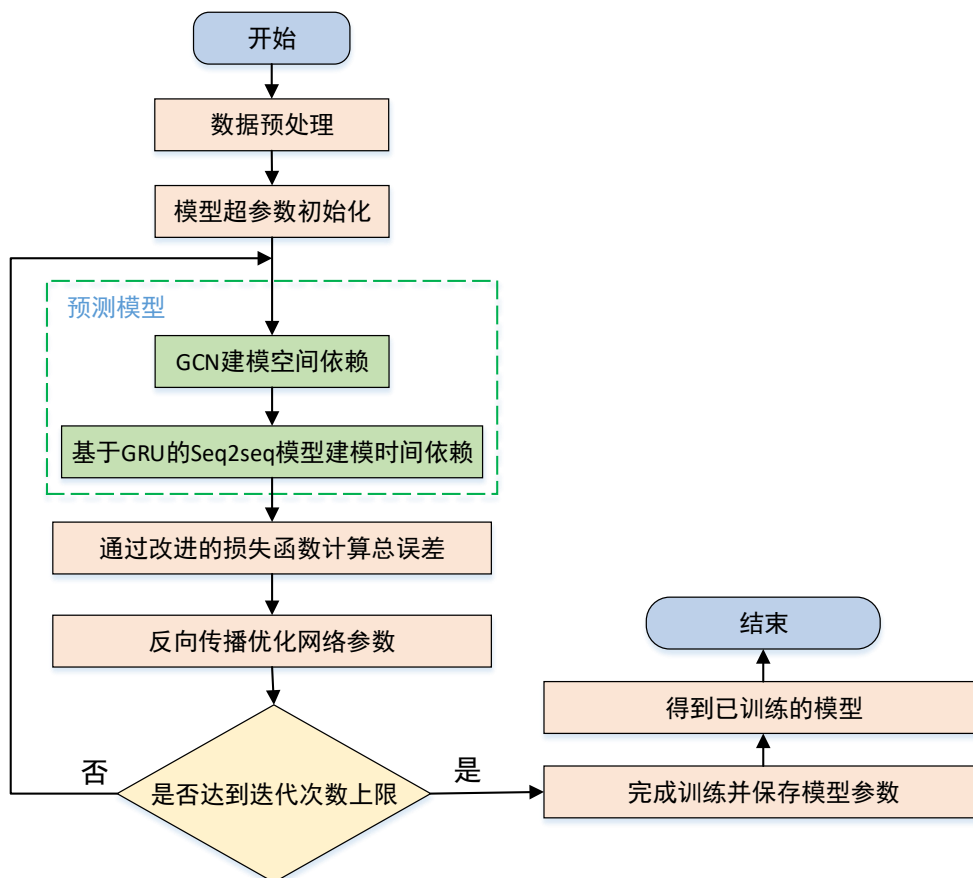 开始
数据预处理
模型超参数初始化
预测模型
GCN建模空间依赖
基于GRU的Seq2seq模型建模时间依赖
通过改进的损失函数计算总误差
反向传播优化网络参数
结束
得到已训练的模型
否
是否达到迭代次数上限
是
完成训练并保存模型参数